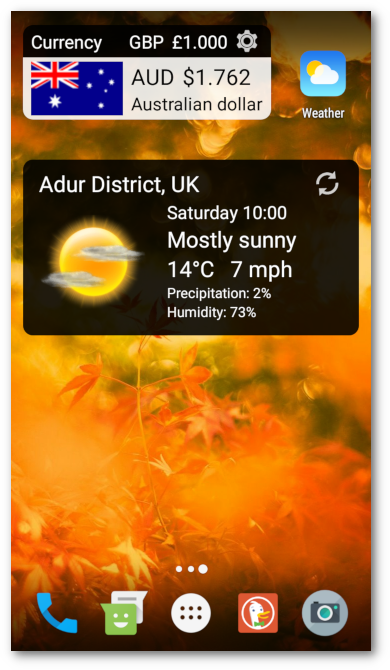 Currency GBP £1.000
AUD $1.762
Australian dollar
Weather
Adur District, UK
Saturday 10:00
Mostly sunny
14°C 7 mph
Precipitation: 2%
Humidity: 73%